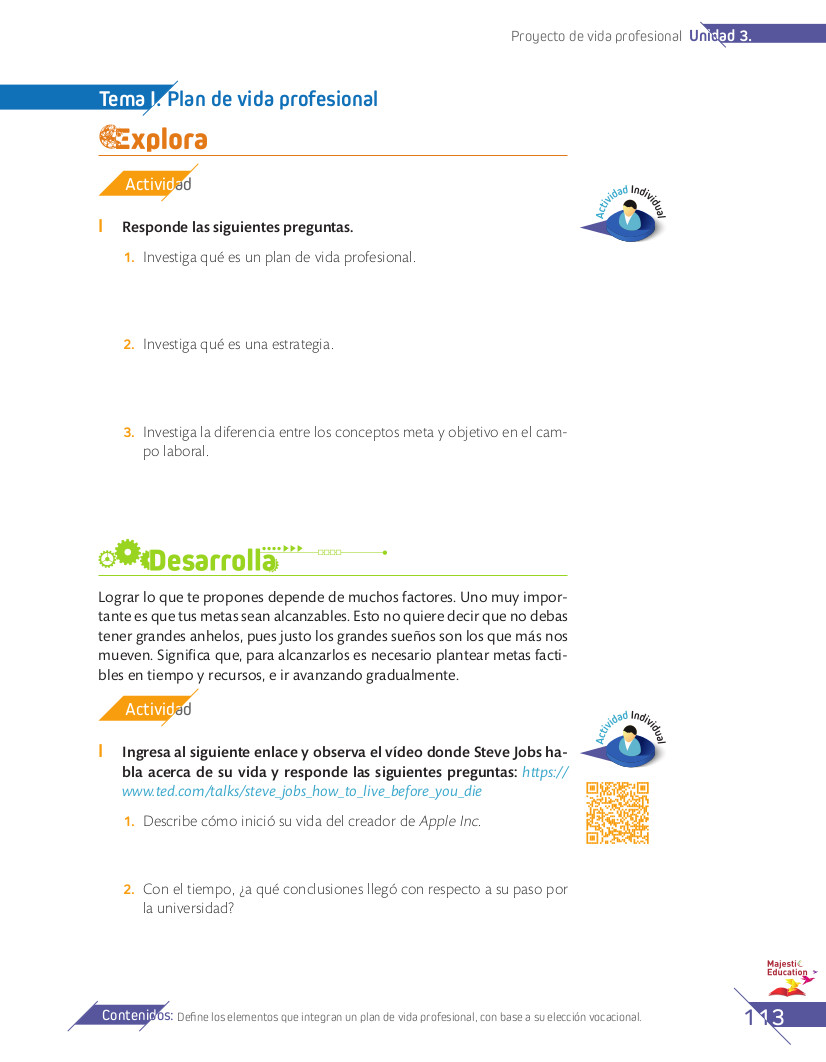 Proyecto de vida profesional Unidad 3.
Tema I. Plan de vida profesional
Explora
Actividad
Actividad Individual
I Responde las siguientes preguntas.
1. Investiga qué es un plan de vida profesional.
2. Investiga qué es una estrategia.
3. Investiga la diferencia entre los conceptos meta y objetivo en el cam-
po laboral.
Desarrolla
Lograr lo que te propones depende de muchos factores. Uno muy impor-
tante es que tus metas sean alcanzables. Esto no quiere decir que no debas
tener grandes anhelos, pues justo los grandes sueños son los que más nos
mueven. Significa que, para alcanzarlos es necesario plantear metas facti-
bles en tiempo y recursos, e ir avanzando gradualmente.
Actividad
Actividad Individual
I Ingresa al siguiente enlace y observa el vídeo donde Steve Jobs ha-
bla acerca de su vida y responde las siguientes preguntas: https://
www.ted.com/talks/steve_jobs_how_to_live_before_you_die
1. Describe cómo inició su vida del creador de Apple Inc.
2. Con el tiempo, ¿a qué conclusiones llegó con respecto a su paso por
la universidad?
Majestic
Education
Contenidos: Define los elementos que integran un plan de vida profesional, con base a su elección vocacional.
113